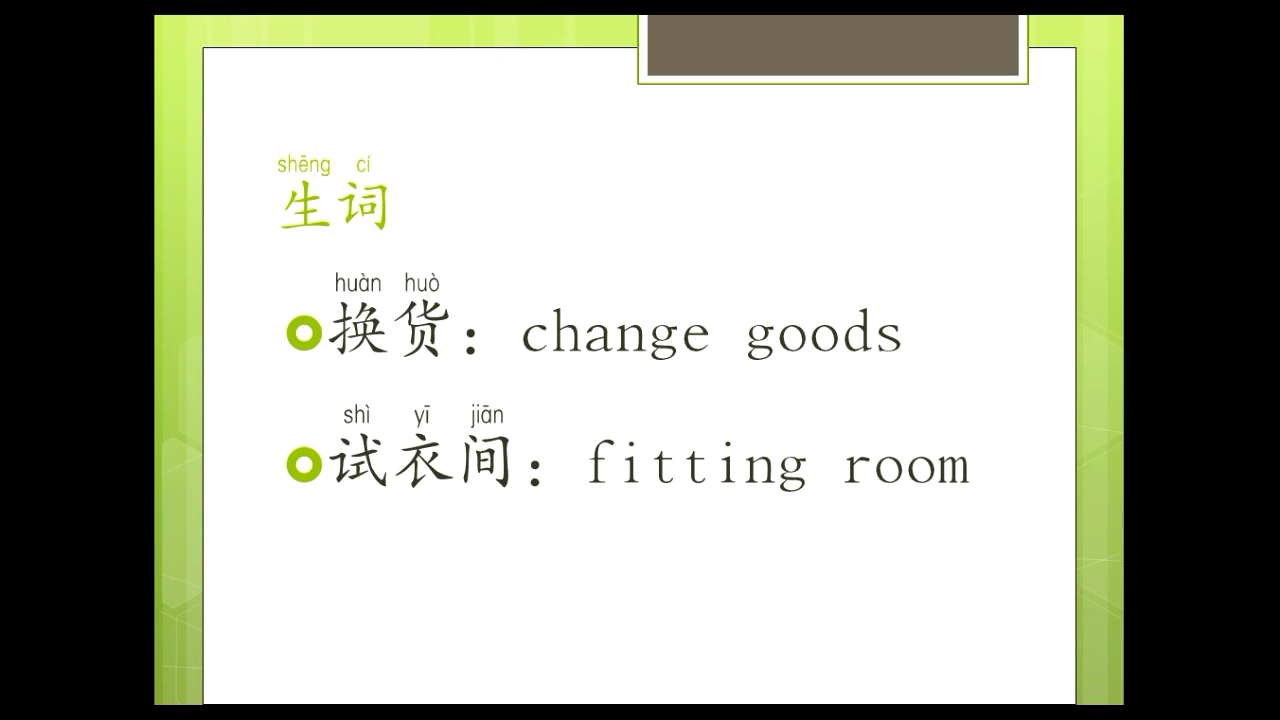 shēng cí
生词
huàn huò
换货：change goods
shì yī jiān
试衣间：fitting room